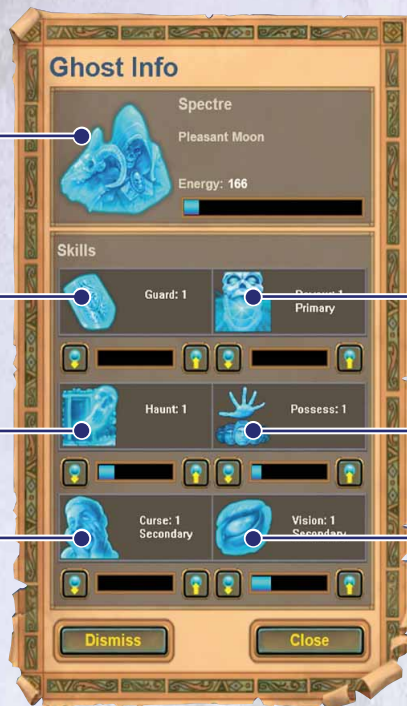 Ghost Info
Spectre
Pleasant Moon
Energy: 166
Skills
Guard: 1
Primary
Haunt: 1
Possess: 1
Curse: 1
Secondary
Vision: 1
Secondary
Dismiss
Close